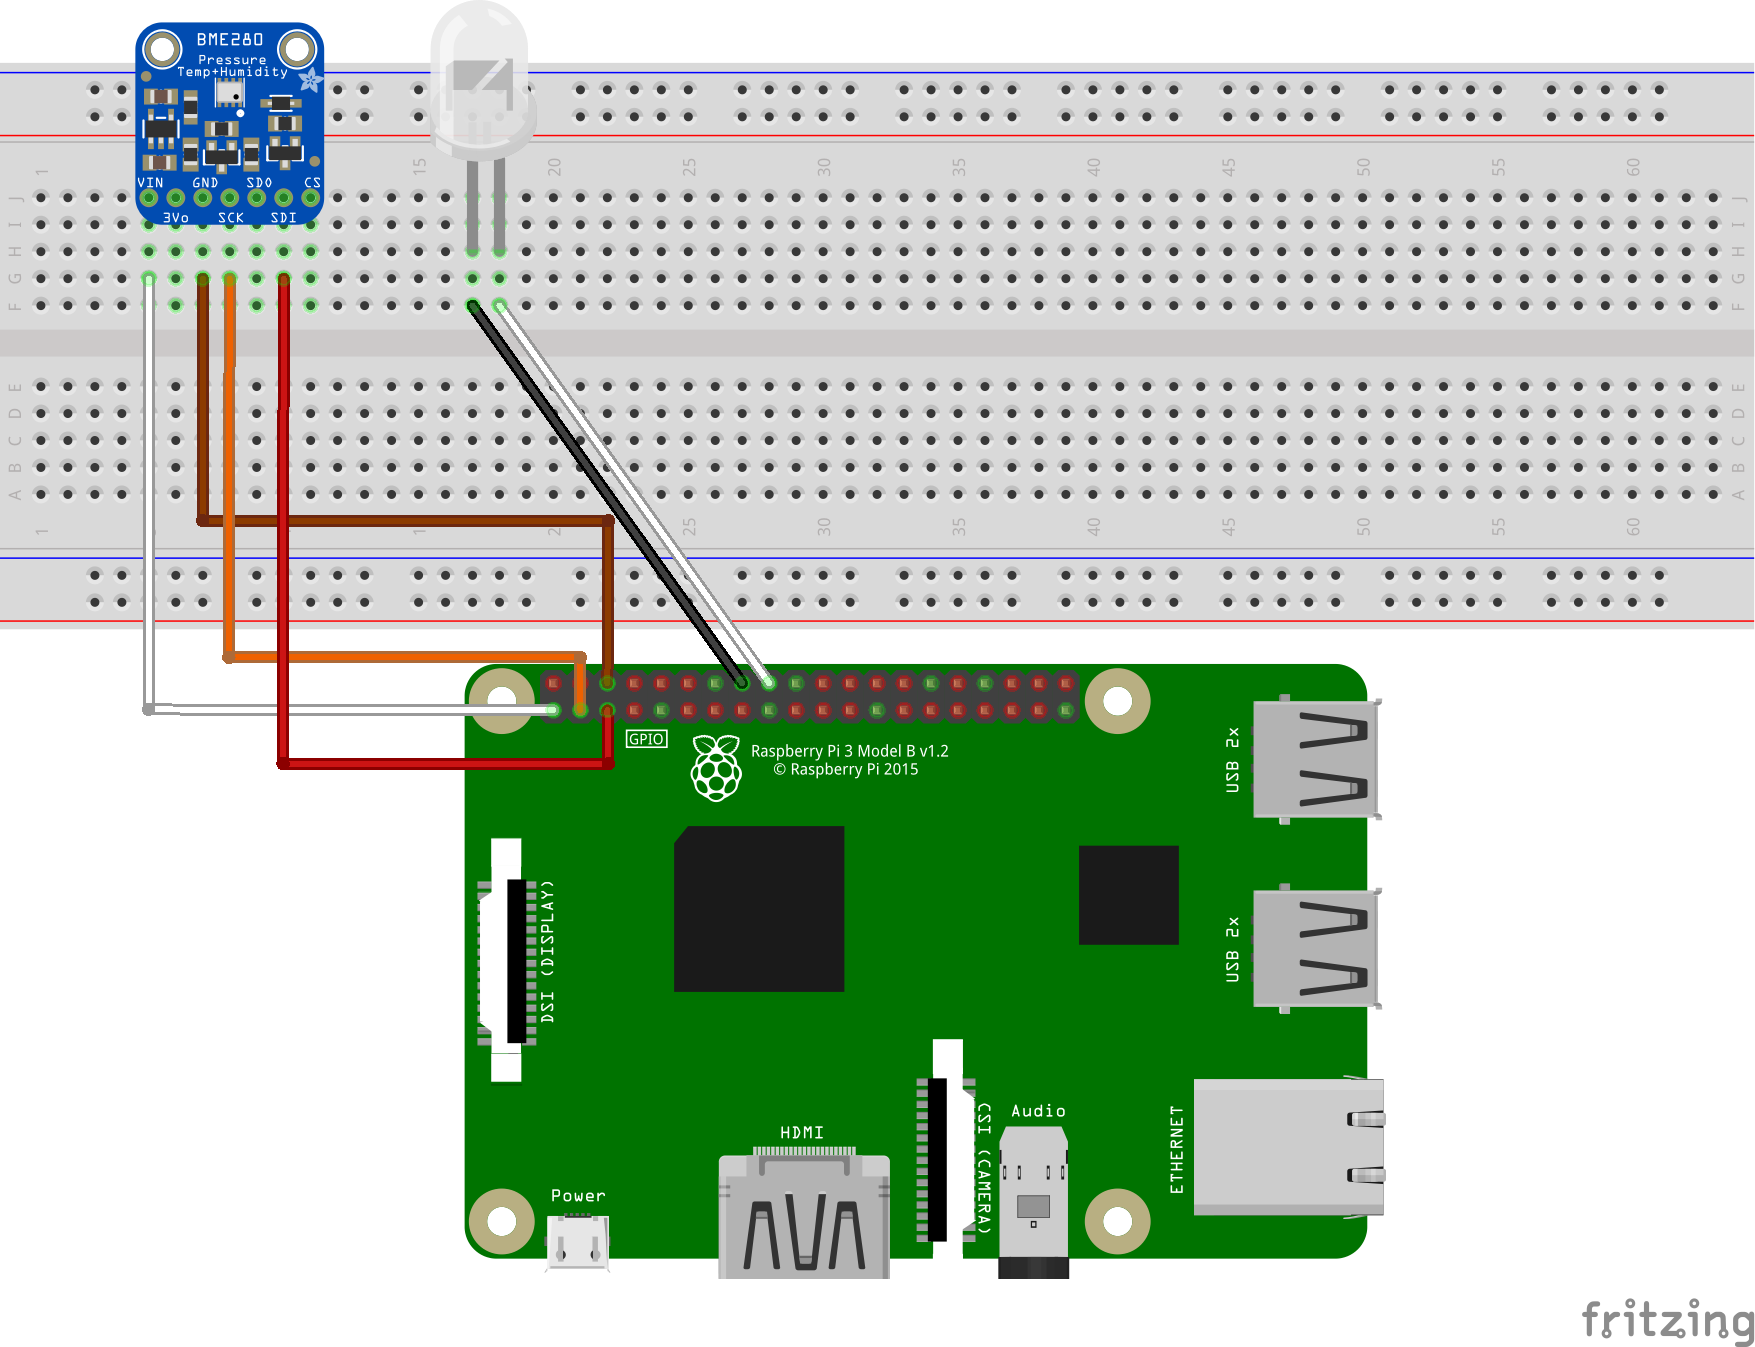 BME280
Pressure
Temp+Humidity
VIN GND SDO CS
3Vo SCK SDI
1 15 20 25 30 35 40 45 50 55 60
J J
I I
H H
G G
F F
E E
D D
C C
B B
A A
1 1 2 25 30 35 40 45 50 55 60
GPIO
Raspberry Pi 3 Model B v1.2
© Raspberry Pi 2015
USB 2x
USB 2x
DSI (DISPLAY)
CSI (CAMERA)
Audio
HDMI
ETHERNET
Power
fritzing